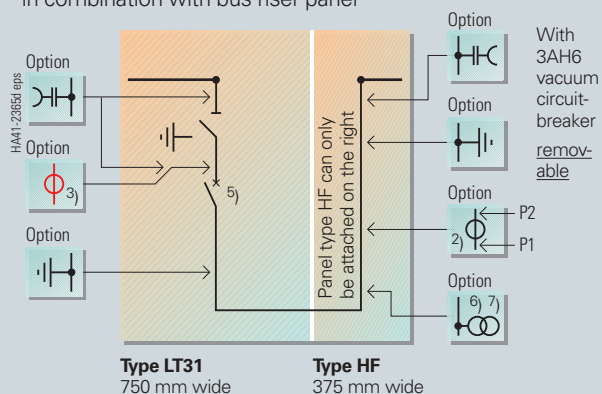 in combination with bus riser panel
Option
HA41-2365d eps
Option
3)
Option
5)
Panel type HF can only
be attached on the right
Option
Option
Option
2)
P2
P1
Option
6) 7)
With
3AH6
vacuum
circuit-
breaker
remov-
able
Type LT31
750 mm wide
Type HF
375 mm wide